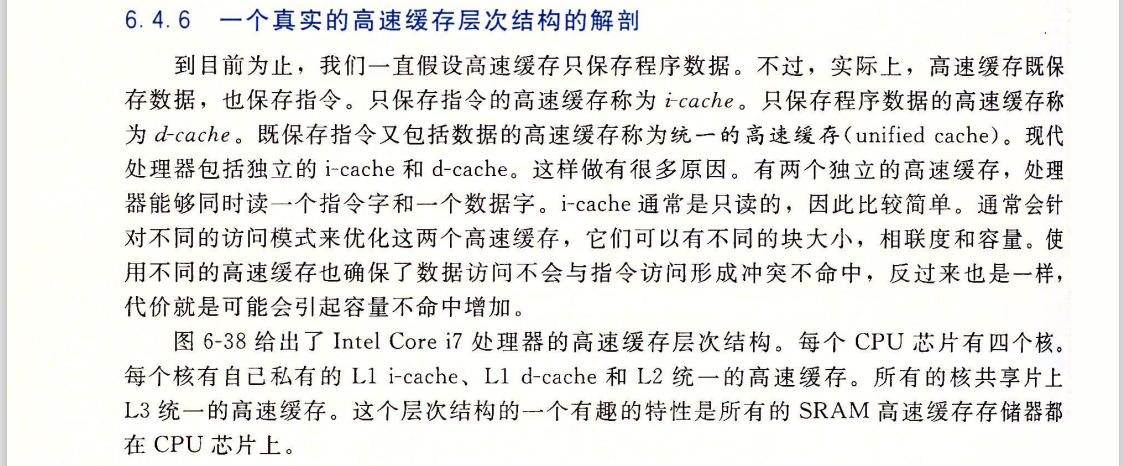 6.4.6 一个真实的高速缓存层次结构的解剖
到目前为止，我们一直假设高速缓存只保存程序数据。不过，实际上，高速缓存既保
存数据，也保存指令。只保存指令的高速缓存称为 i-cache。只保存程序数据的高速缓存称
为 d-cache。既保存指令又包括数据的高速缓存称为统一的高速缓存(unified cache)。现代
处理器包括独立的 i-cache 和 d-cache。这样做有很多原因。有两个独立的高速缓存，处理
器能够同时读一个指令字和一个数据字。i-cache 通常是只读的，因此比较简单。通常会针
对不同的访问模式来优化这两个高速缓存，它们可以有不同的块大小，相联度和容量。使
用不同的高速缓存也确保了数据访问不会与指令访问形成冲突不命中，反过来也是一样，
代价就是可能会引起容量不命中增加。
图 6-38 给出了 Intel Core i7 处理器的高速缓存层次结构。每个 CPU 芯片有四个核。
每个核有自己私有的 L1 i-cache、L1 d-cache 和 L2 统一的高速缓存。所有的核共享片上
L3 统一的高速缓存。这个层次结构的一个有趣的特性是所有的 SRAM 高速缓存存储器都
在 CPU 芯片上。